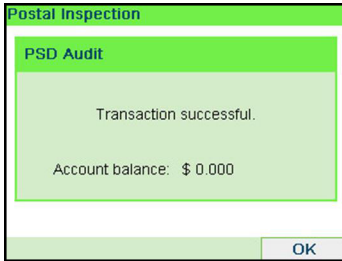 Postal Inspection
PSD Audit
Transaction successful.
Account balance: $ 0.000
OK